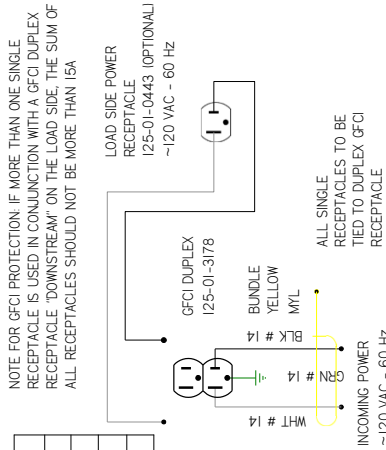 NOTE FOR GFCI PROTECTION: IF MORE THAN ONE SINGLE
RECEPTACLE IS USED IN CONJUNCTION WITH A GFCI DUPLEX
RECEPTACLE "DOWNSTREAM" ON THE LOAD SIDE, THE SUM OF
ALL RECEPTACLES SHOULD NOT BE MORE THAN 15A
LOAD SIDE POWER
RECEPTACLE
125-01-0443 (OPTIONAL)
~120 VAC - 60 Hz
GFCI DUPLEX
125-01-3178
BUNDLE
YELLOW
MYL
ALL SINGLE
RECEPTACLES TO BE
TIED TO DUPLEX GFCI
RECEPTACLE
BLK # 14
GRN # 14
WHT # 14
INCOMING POWER
~120 VAC - 60 Hz